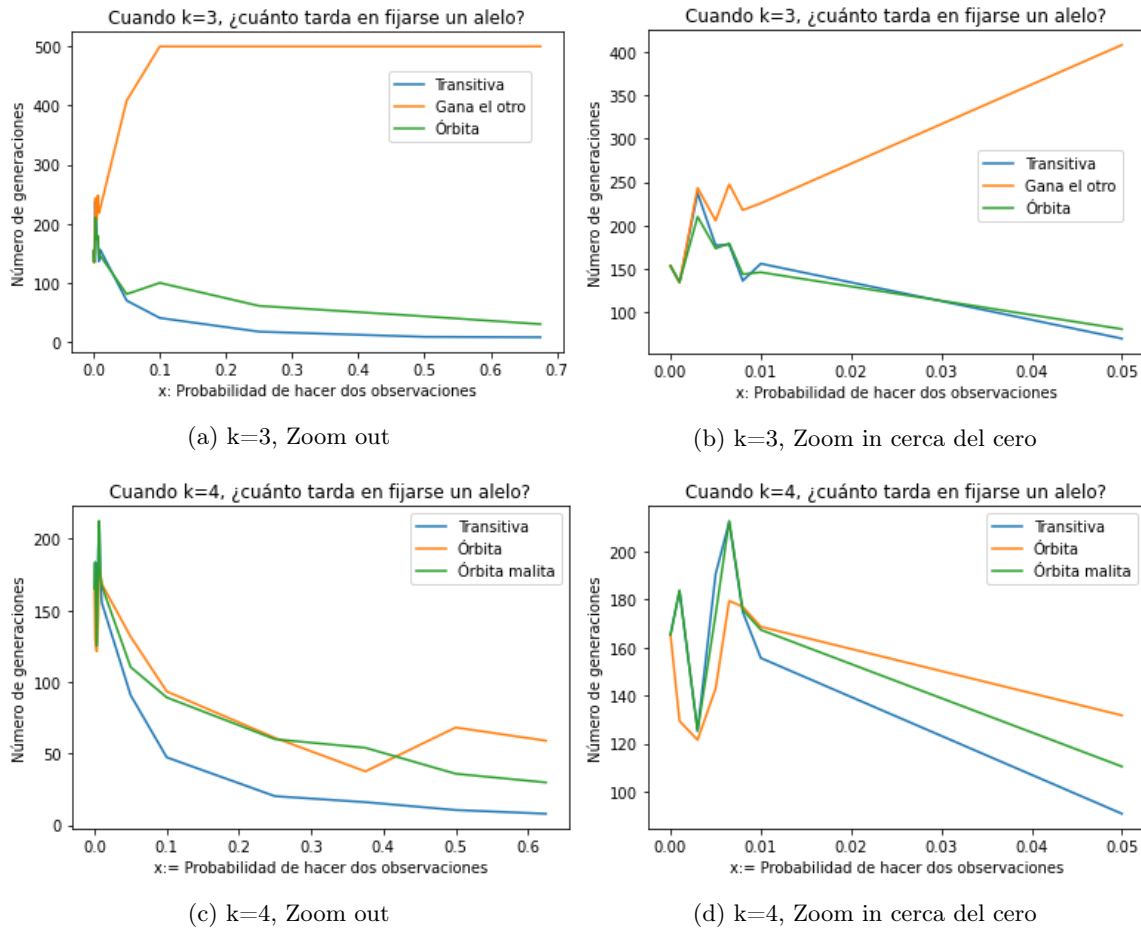 Cuando k=3, ¿cuánto tarda en fijarse un alelo?
Número de generaciones
500
400
300
200
100
0
Transitiva
Gana el otro
Órbita
0.0 0.1 0.2 0.3 0.4 0.5 0.6 0.7
x: Probabilidad de hacer dos observaciones
(a) k=3, Zoom out
Cuando k=3, ¿cuánto tarda en fijarse un alelo?
Número de generaciones
400
350
300
250
200
150
100
Transitiva
Gana el otro
Órbita
0.00 0.01 0.02 0.03 0.04 0.05
x: Probabilidad de hacer dos observaciones
(b) k=3, Zoom in cerca del cero
Cuando k=4, ¿cuánto tarda en fijarse un alelo?
Número de generaciones
200
150
100
50
0
Transitiva
Órbita
Órbita malita
0.0 0.1 0.2 0.3 0.4 0.5 0.6
x:= Probabilidad de hacer dos observaciones
(c) k=4, Zoom out
Cuando k=4, ¿cuánto tarda en fijarse un alelo?
Número de generaciones
200
180
160
140
120
100
Transitiva
Órbita
Órbita malita
0.00 0.01 0.02 0.03 0.04 0.05
x:= Probabilidad de hacer dos observaciones
(d) k=4, Zoom in cerca del cero